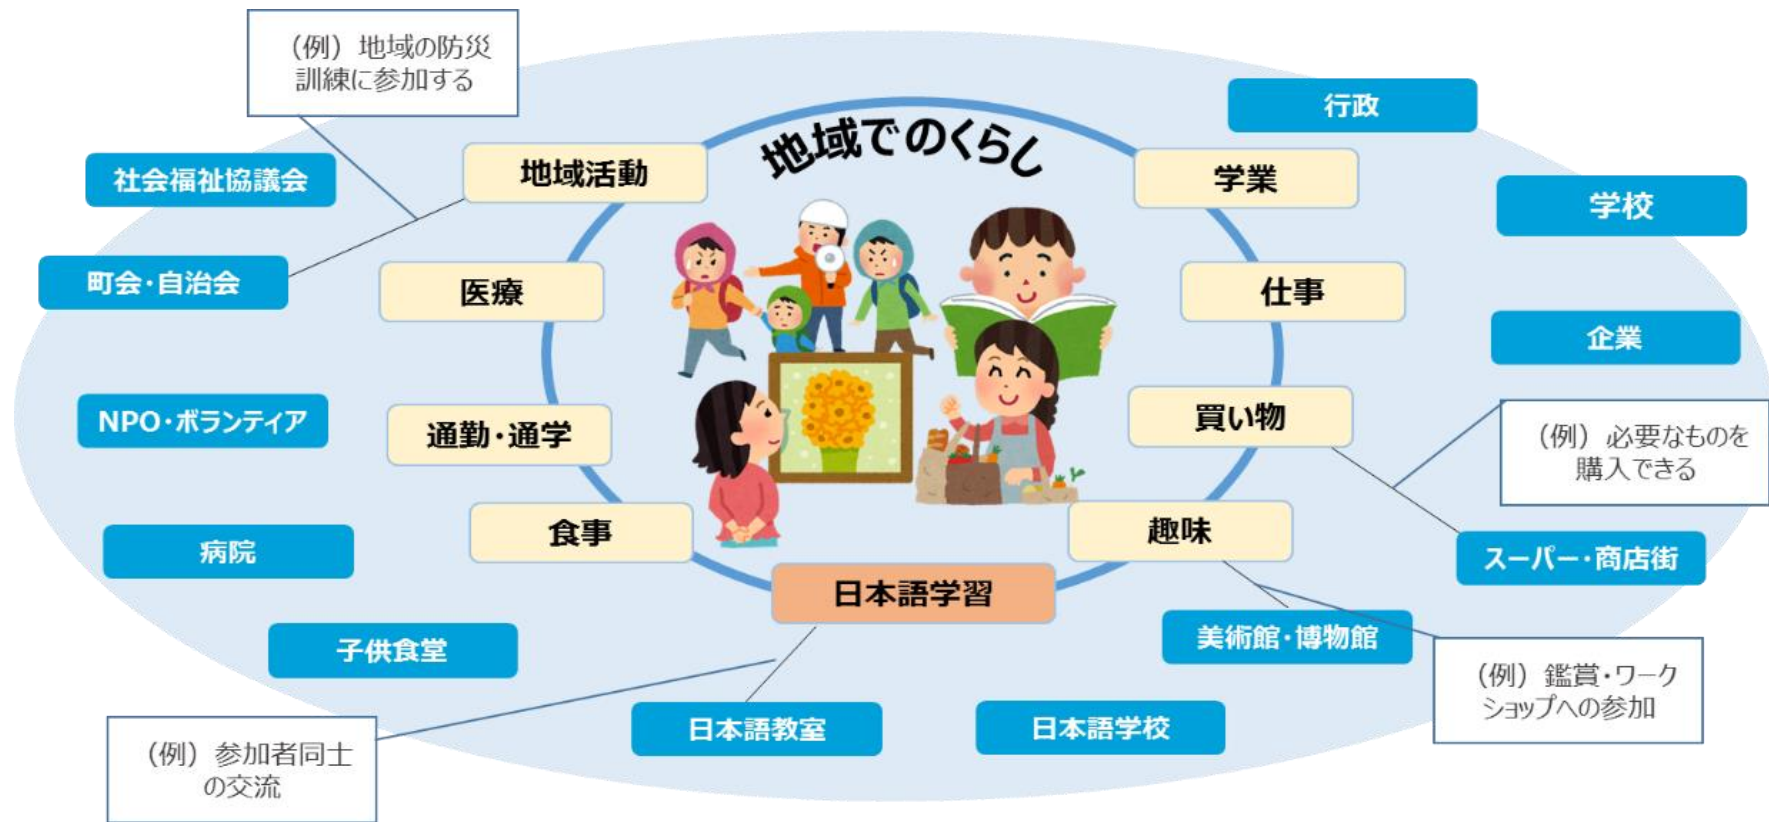 （例）地域の防災
訓練に参加する
行政
地域でのくらし
社会福祉協議会
地域活動
学業
学校
町会・自治会
医療
仕事
企業
NPO・ボランティア
通勤・通学
買い物
（例）必要なものを
購入できる
病院
食事
趣味
スーパー・商店街
日本語学習
子供食堂
美術館・博物館
（例）鑑賞・ワーク
ショップへの参加
日本語教室
日本語学校
（例）参加者同士
の交流